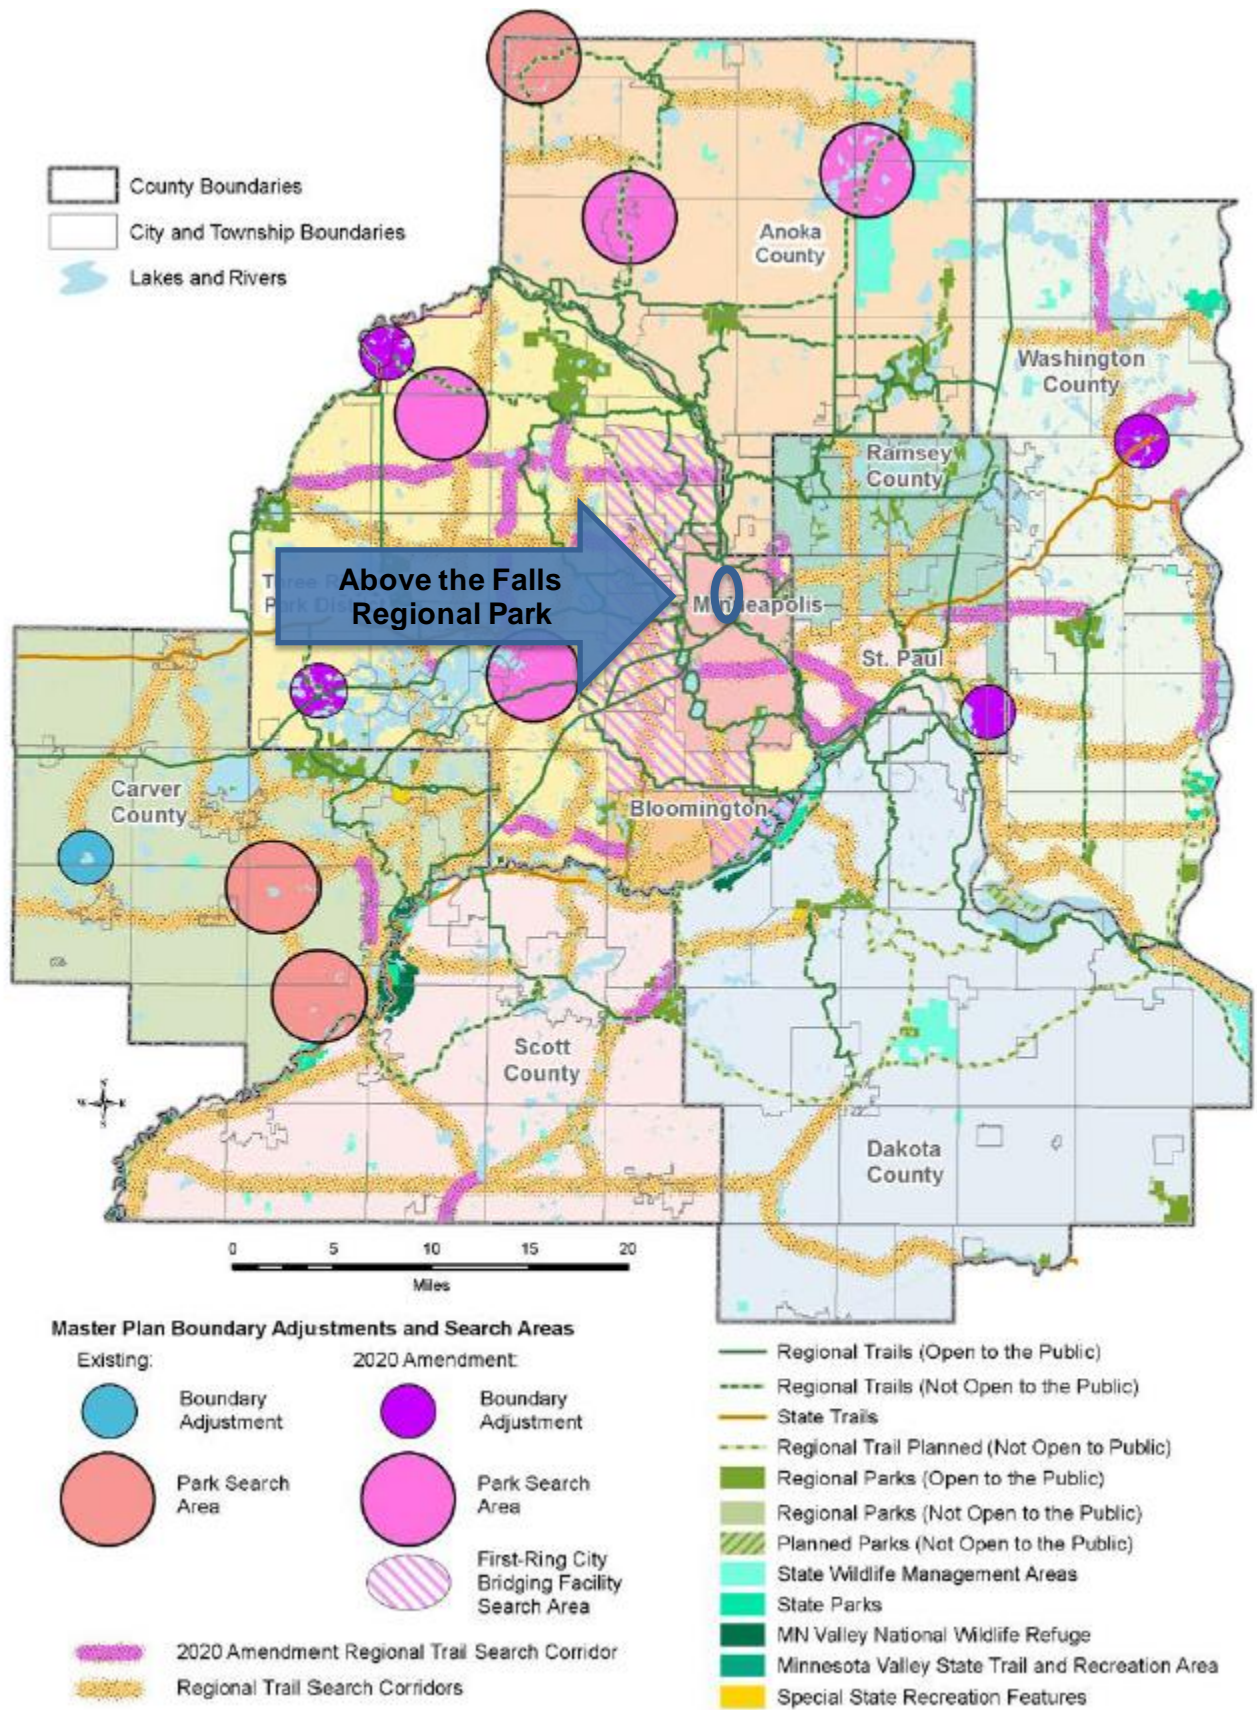 County Boundaries
City and Township Boundaries
Lakes and Rivers
Anoka
County
Washington
County
Ramsey
County
Above the Falls
Regional Park
Minneapolis
St. Paul
Carver
County
Bloomington
Scott
County
Dakota
County
0 5 10 15 20
Miles
Master Plan Boundary Adjustments and Search Areas
Existing:
2020 Amendment:
Boundary
Adjustment
Boundary
Adjustment
Park Search
Area
Park Search
Area
First-Ring City
Bridging Facility
Search Area
2020 Amendment Regional Trail Search Corridor
Regional Trail Search Corridors
Regional Trails (Open to the Public)
Regional Trails (Not Open to the Public)
State Trails
Regional Trail Planned (Not Open to Public)
Regional Parks (Open to the Public)
Regional Parks (Not Open to the Public)
Planned Parks (Not Open to the Public)
State Wildlife Management Areas
State Parks
MN Valley National Wildlife Refuge
Minnesota Valley State Trail and Recreation Area
Special State Recreation Features